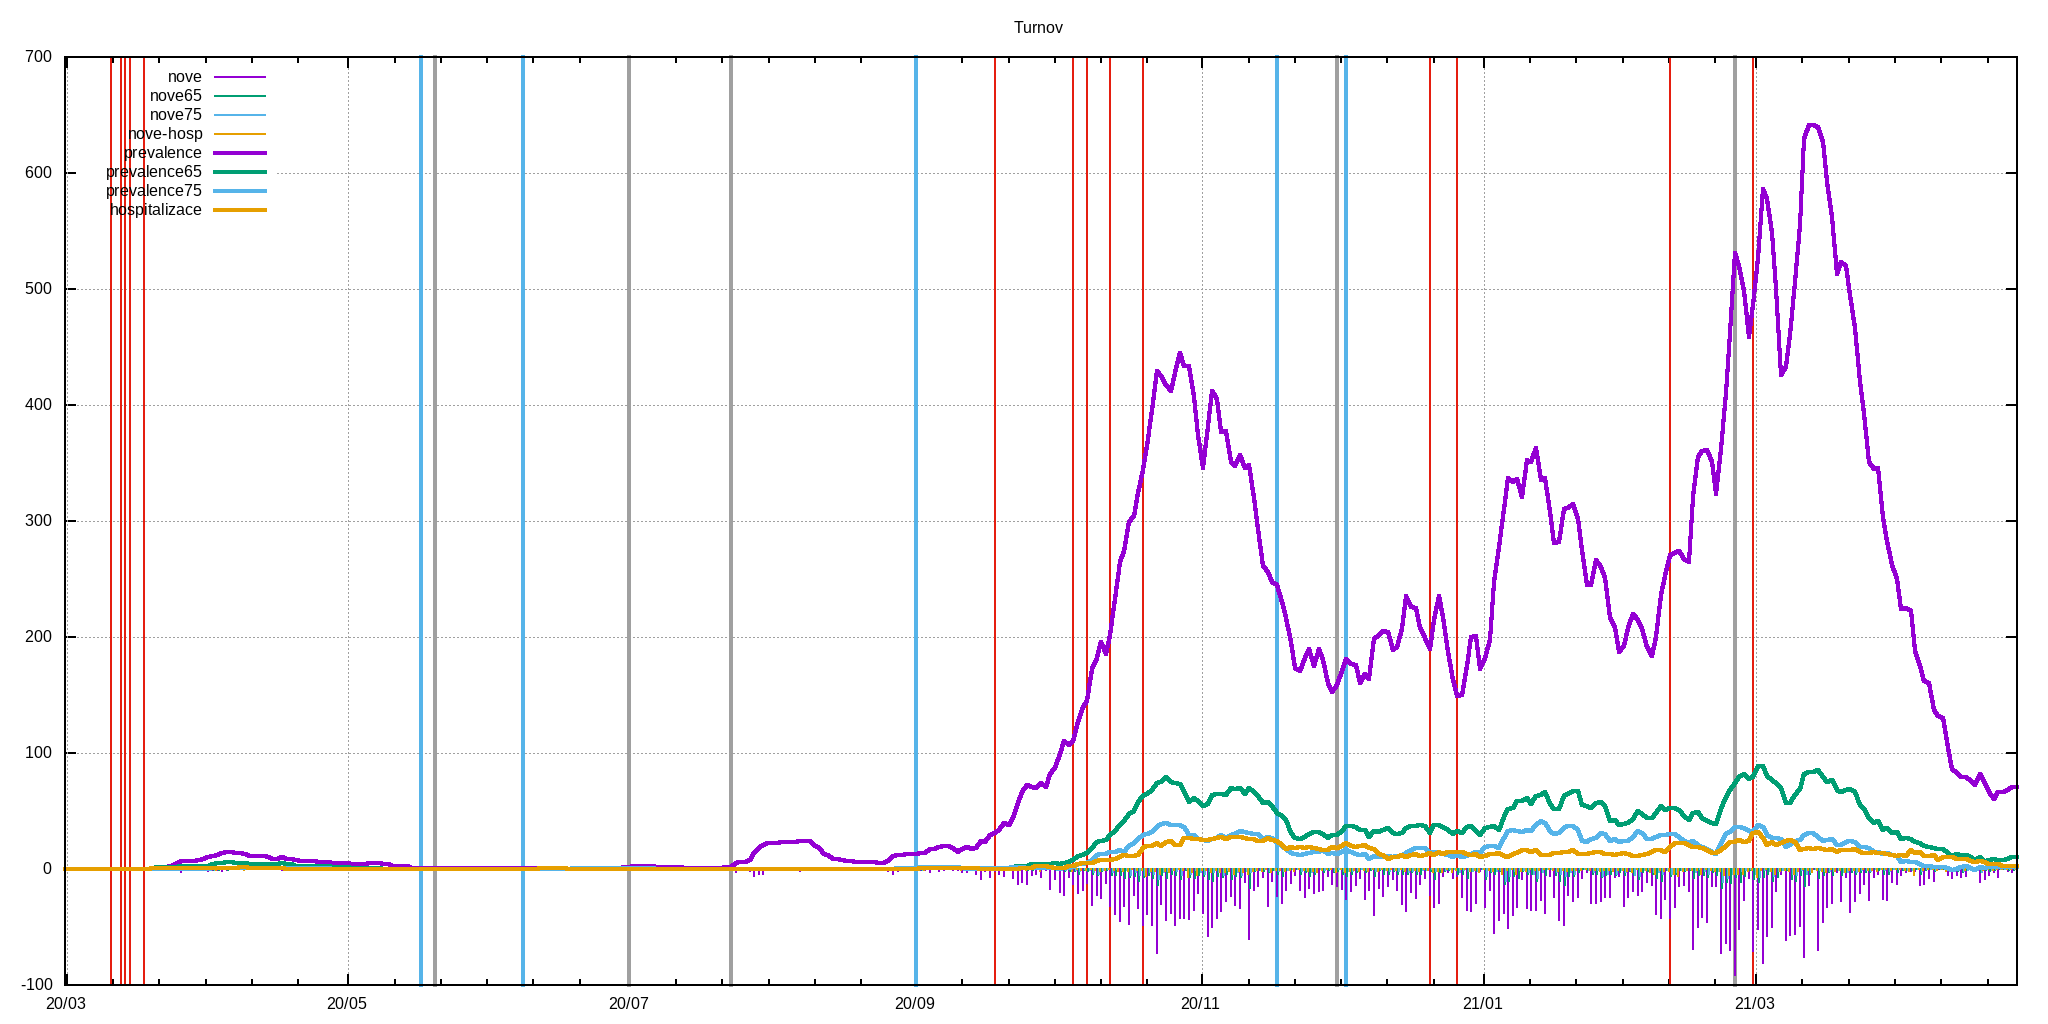 Turnov
700
nove
nove65
nove75
nove-hosp
prevalence
prevalence65
prevalence75
hospitalizace
600
500
400
300
200
100
0
-100
20/03 20/05 20/07 20/09 20/11 21/01 21/03